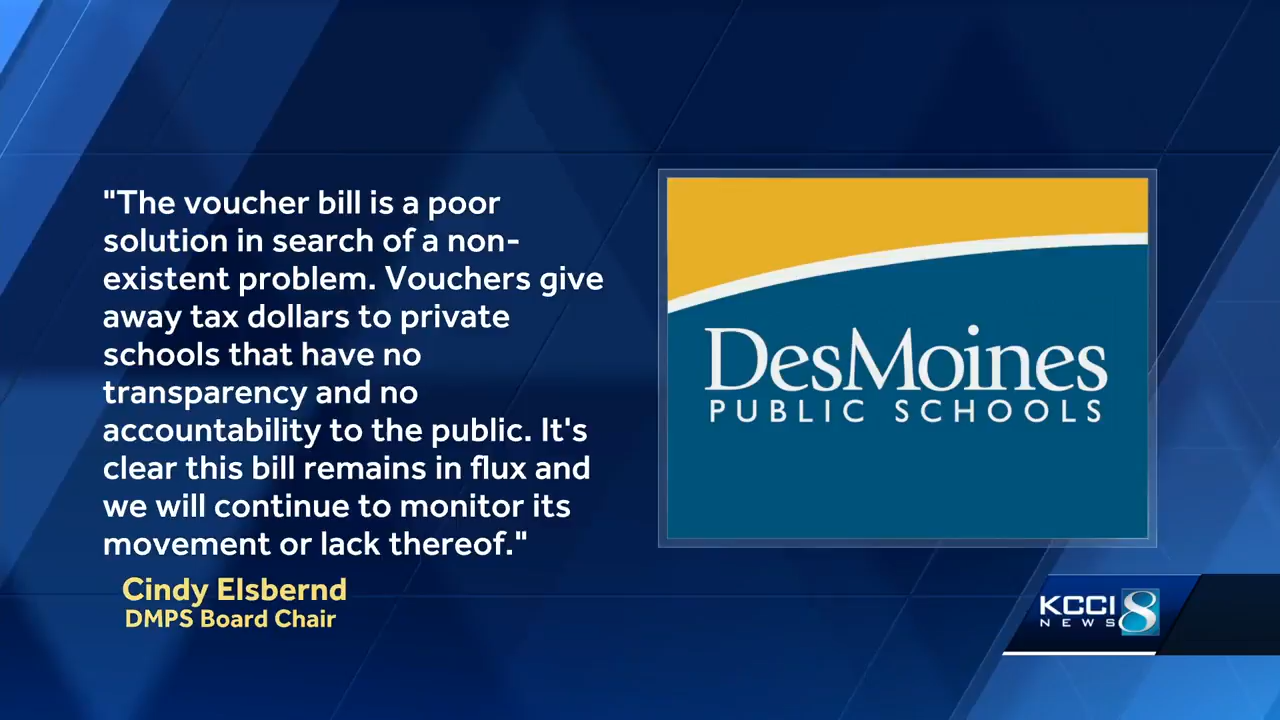 "The voucher bill is a poor
solution in search of a non-
existent problem. Vouchers give
away tax dollars to private
schools that have no
transparency and no
accountability to the public. It's
clear this bill remains in flux and
we will continue to monitor its
movement or lack thereof."
Cindy Elsbernd
DMPS Board Chair
DesMoines
PUBLIC SCHOOLS
KCCI 8
NEWS